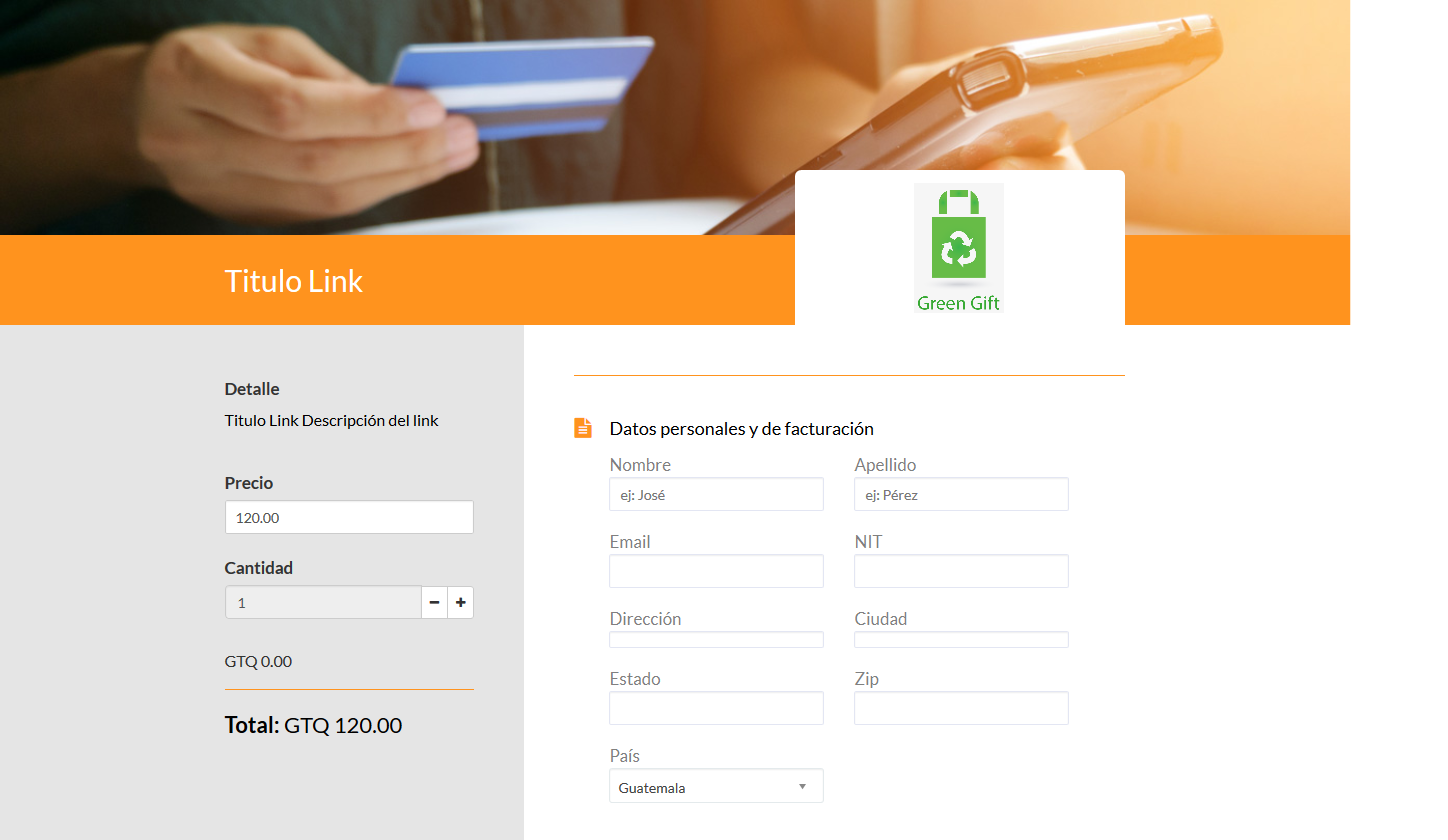 Titulo Link
Green Gift
Detalle
Titulo Link Descripción del link
Precio
120.00
Cantidad
1
GTQ 0.00
Total: GTQ 120.00
Datos personales y de facturación
Nombre Apellido
ej: José ej: Pérez
Email NIT
Dirección Ciudad
Estado Zip
País
Guatemala